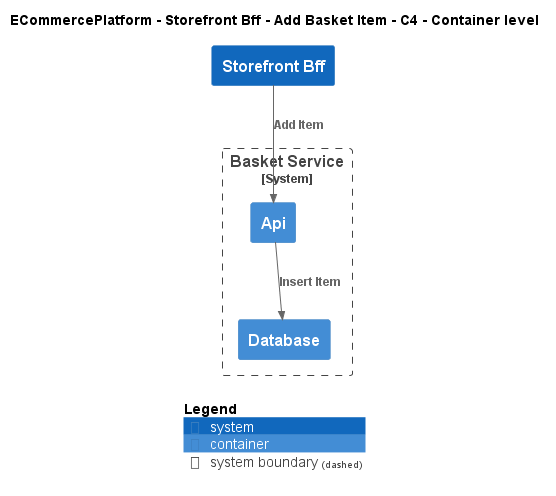 ECommercePlatform - Storefront Bff - Add Basket Item - C4 - Container level
Storefront Bff
Add Item
Basket Service
[System]
Api
Insert Item
Database
Legend
system
container
system boundary (dashed)